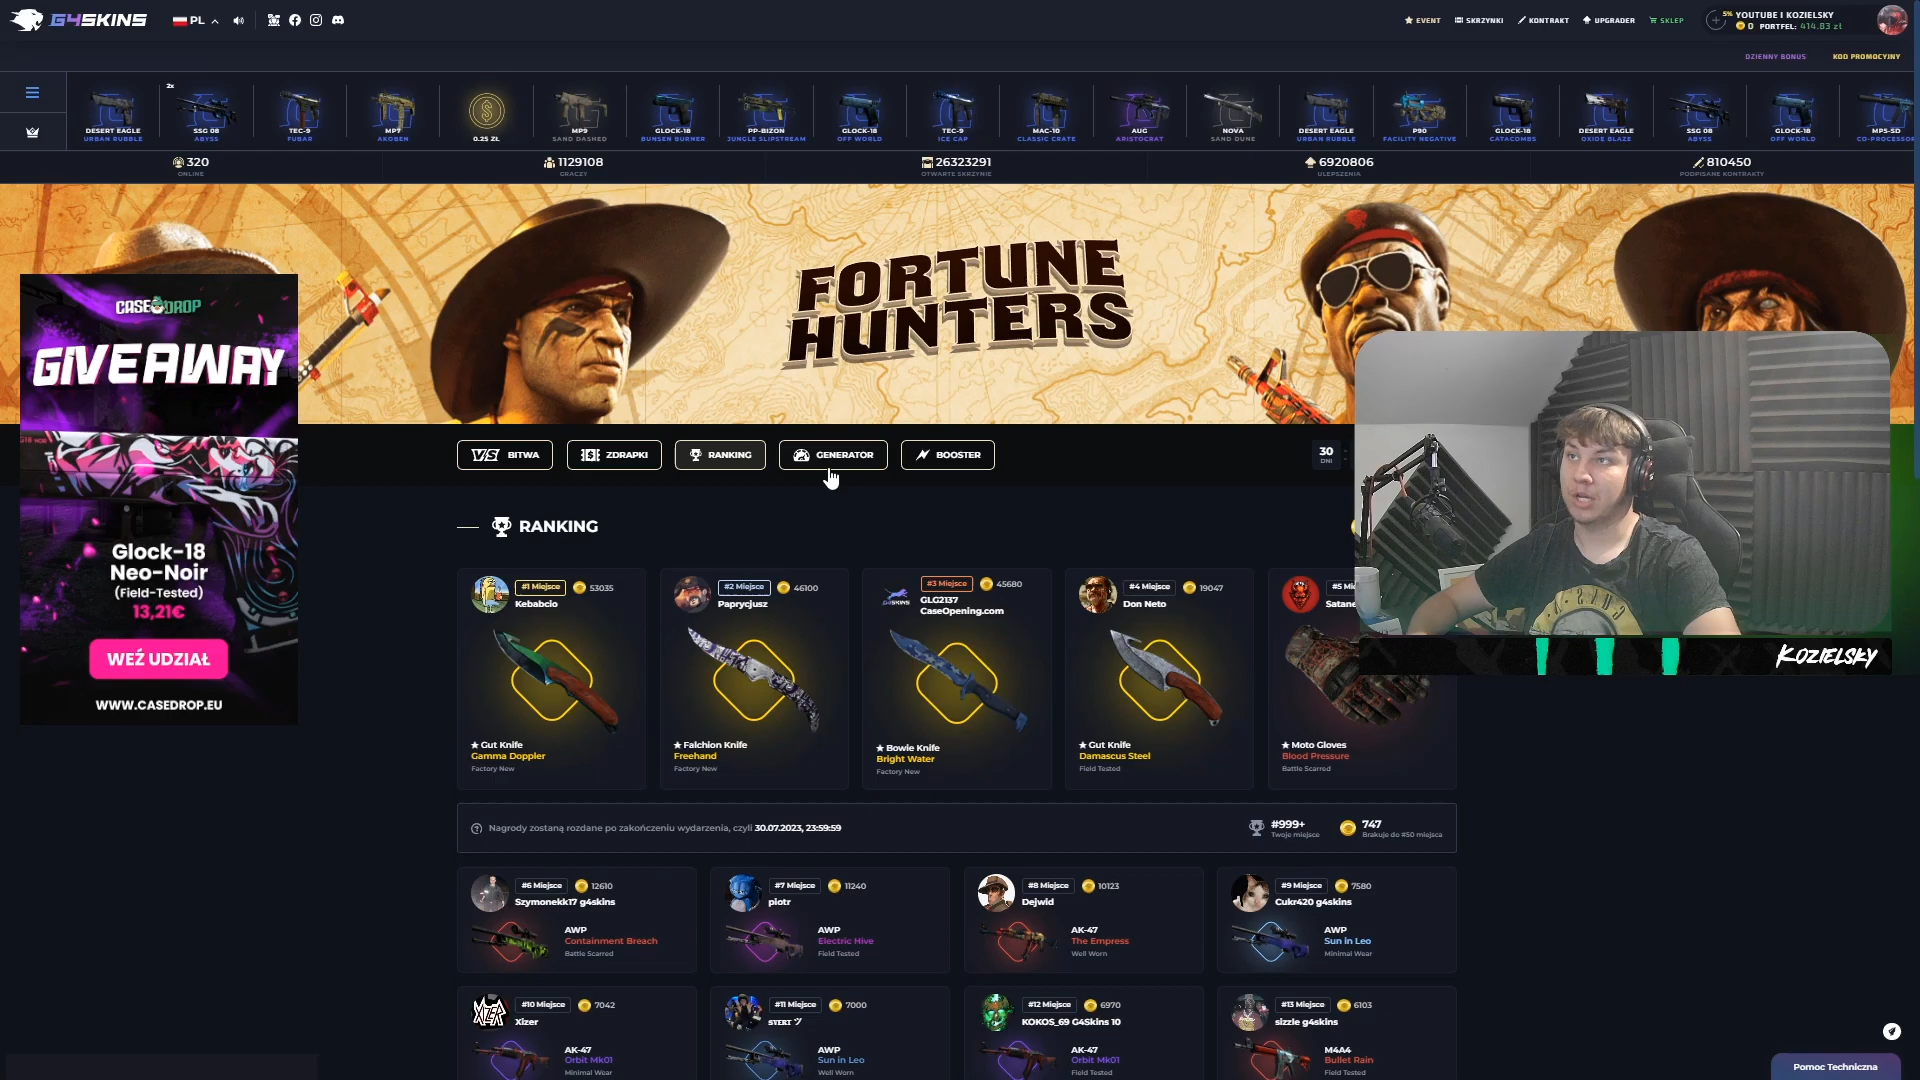 G4SKINS
PL
EVENT
SKRZYNKI
KONTRAKT
UPGRADER
SKLEP
5%
YOUTUBE I KOZIELSKY
0
PORTFEL: 414.83 zł
DZIENNY BONUS
KOD PROMOCYJNY
DESERT EAGLE
URBAN RUBBLE
2x
SSG 08
ABYSS
TEC-9
FUBAR
MP7
AKOBEN
0.25 ZŁ
MP9
SAND DASHED
GLOCK-18
BUNSEN BURNER
PP-BIZON
JUNGLE SLIPSTREAM
GLOCK-18
OFF WORLD
TEC-9
ICE CAP
MAC-10
CLASSIC CRATE
AUG
ARISTOCRAT
NOVA
SAND DUNE
DESERT EAGLE
URBAN RUBBLE
P90
FACILITY NEGATIVE
GLOCK-18
CATACOMBS
DESERT EAGLE
OXIDE BLAZE
SSG 08
ABYSS
GLOCK-18
OFF WORLD
MP5-SD
CO-PROCESSOR
320
ONLINE
1129108
GRACZY
26323291
OTWARTE SKRZYNIE
6920806
ULEPSZENIA
810450
PODPISANE KONTRAKTY
FORTUNE
HUNTERS
CASEDROP
GIVEAWAY
Glock-18
Neo-Noir
(Field-Tested)
13,21€
WEŹ UDZIAŁ
WWW.CASEDROP.EU
VS BITWA
ZDRAPKI
RANKING
GENERATOR
BOOSTER
30
DNI
RANKING
#1 Miejsce
53035
Kebabcio
Gut Knife
Gamma Doppler
Factory New
#2 Miejsce
46100
Paprycjusz
Falchion Knife
Freehand
Factory New
#3 Miejsce
45680
GLG2137
CaseOpening.com
Bowie Knife
Bright Water
Factory New
#4 Miejsce
19047
Don Neto
Gut Knife
Damascus Steel
Field Tested
#5 Mi
Satane
Moto Gloves
Blood Pressure
Battle Scarred
KOZIELSKY
Nagrody zostaną rozdane po zakończeniu wydarzenia, czyli 30.07.2023, 23:59:59
#999+
Twoje miejsce
747
Brakuje do #50 miejsca
#6 Miejsce
12610
Szymonekk17 g4skins
AWP
Containment Breach
Battle Scarred
#7 Miejsce
11240
piotr
AWP
Electric Hive
Field Tested
#8 Miejsce
10123
Dejwid
AK-47
The Empress
Well Worn
#9 Miejsce
7580
Cukr420 g4skins
AWP
Sun in Leo
Minimal Wear
#10 Miejsce
7042
Xizer
AK-47
Orbit Mk01
Minimal Wear
#11 Miejsce
7000
sᴛᴇʀᴛ ツ
AWP
Sun in Leo
Well Worn
#12 Miejsce
6970
KOKOS_69 G4Skins 10
AK-47
Orbit Mk01
Field Tested
#13 Miejsce
6103
sizzle g4skins
M4A4
Bullet Rain
Field Tested
Pomoc Techniczna